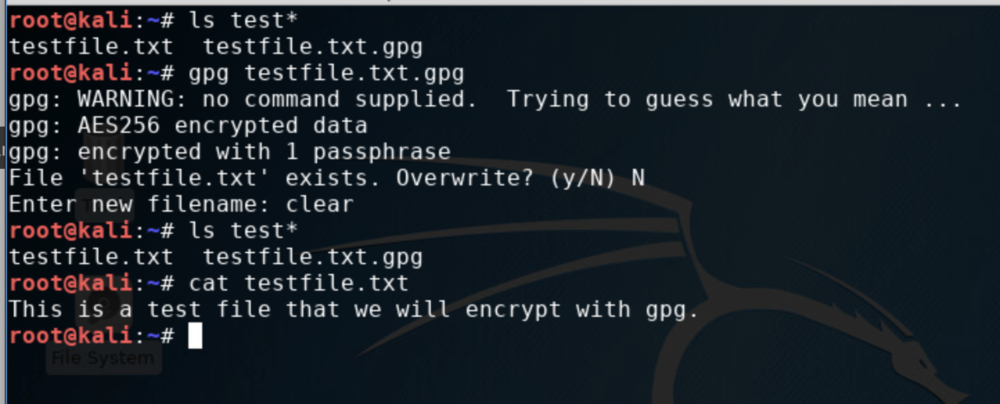 root@kali:~# ls test*
testfile.txt  testfile.txt.gpg
root@kali:~# gpg testfile.txt.gpg
gpg: WARNING: no command supplied.  Trying to guess what you mean ...
gpg: AES256 encrypted data
gpg: encrypted with 1 passphrase
File 'testfile.txt' exists. Overwrite? (y/N) N
Enter new filename: clear
root@kali:~# ls test*
testfile.txt  testfile.txt.gpg
root@kali:~# cat testfile.txt
This is a test file that we will encrypt with gpg.
root@kali:~#
File System